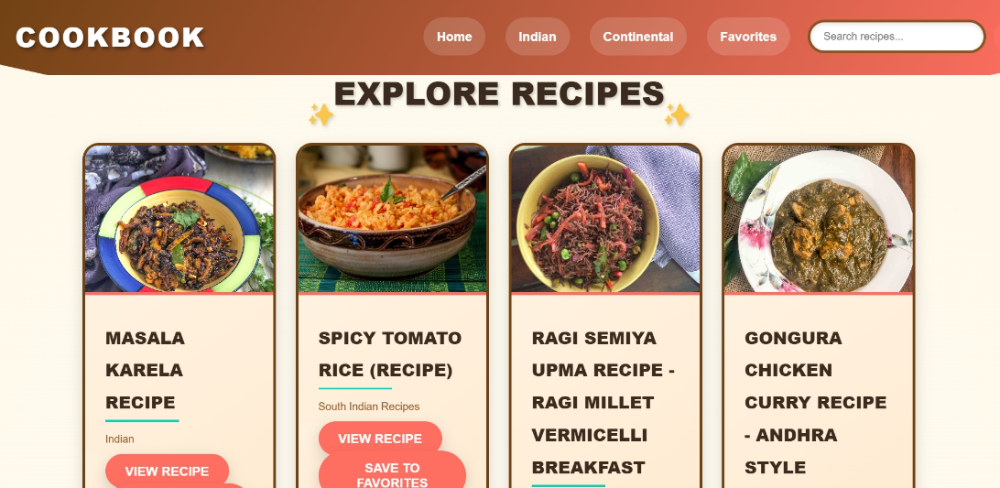 COOKBOOK
Home
Indian
Continental
Favorites
Search recipes...
EXPLORE RECIPES
MASALA
KARELA
RECIPE
Indian
VIEW RECIPE
SPICY TOMATO
RICE (RECIPE)
South Indian Recipes
VIEW RECIPE
SAVE TO
FAVORITES
RAGI SEMIYA
UPMA RECIPE -
RAGI MILLET
VERMICELLI
BREAKFAST
GONGURA
CHICKEN
CURRY RECIPE
- ANDHRA
STYLE